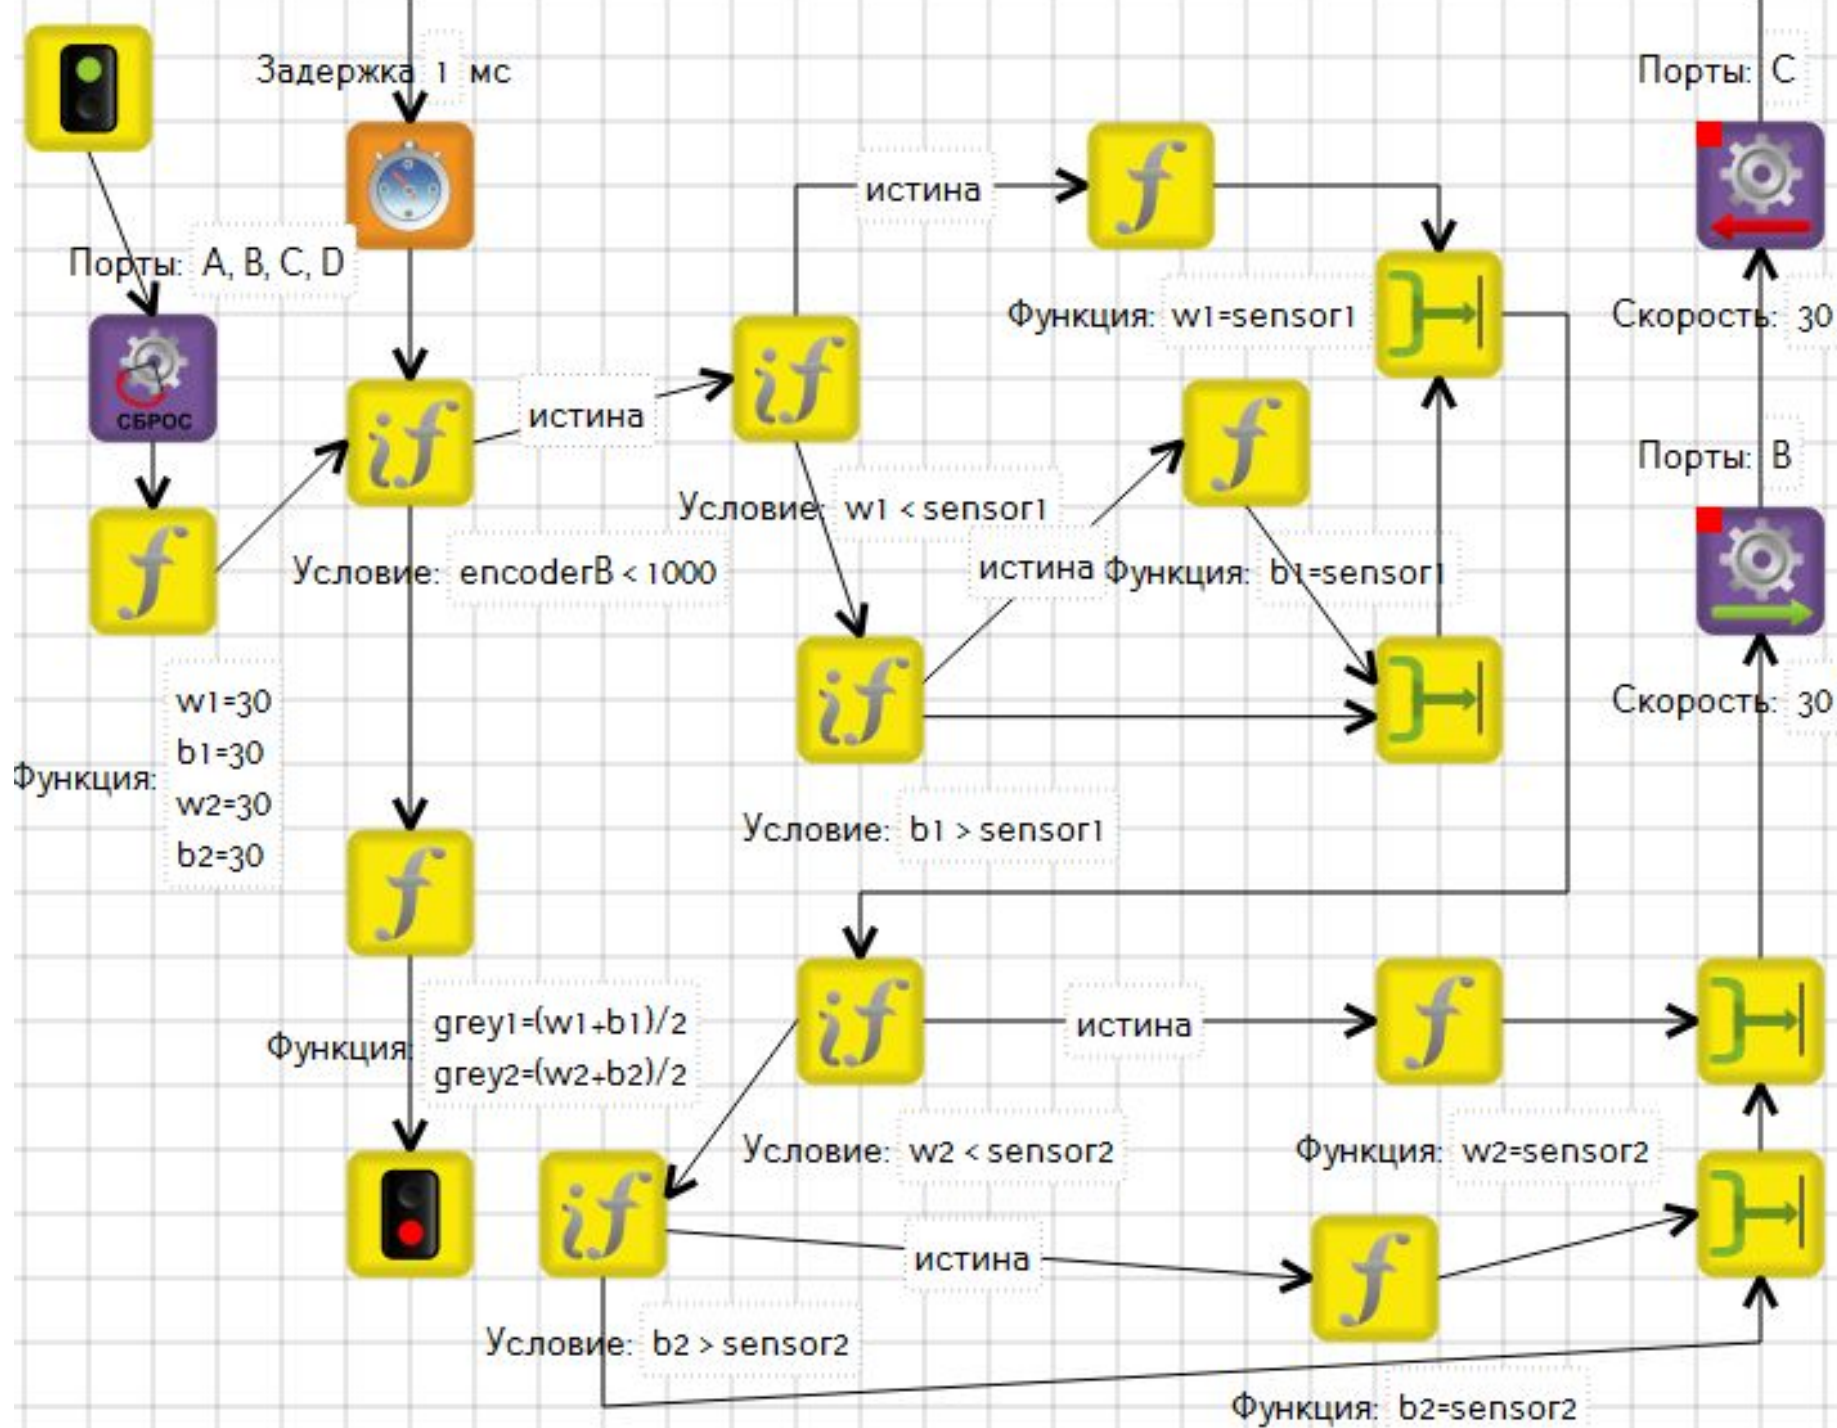 Задержка 1 мс
Порты: C
истина
Порты: A, B, C, D
Функция: w1=sensor1
Скорость: 30
СБРОС
истина
Порты: B
Условие: w1 < sensor1
Условие: encoderB < 1000
истина
Функция: b1=sensor1
Функция:
w1=30
b1=30
w2=30
b2=30
Скорость: 30
Условие: b1 > sensor1
Функция:
grey1=(w1+b1)/2
grey2=(w2+b2)/2
истина
Условие: w2 < sensor2
Функция: w2=sensor2
истина
Условие: b2 > sensor2
Функция: b2=sensor2